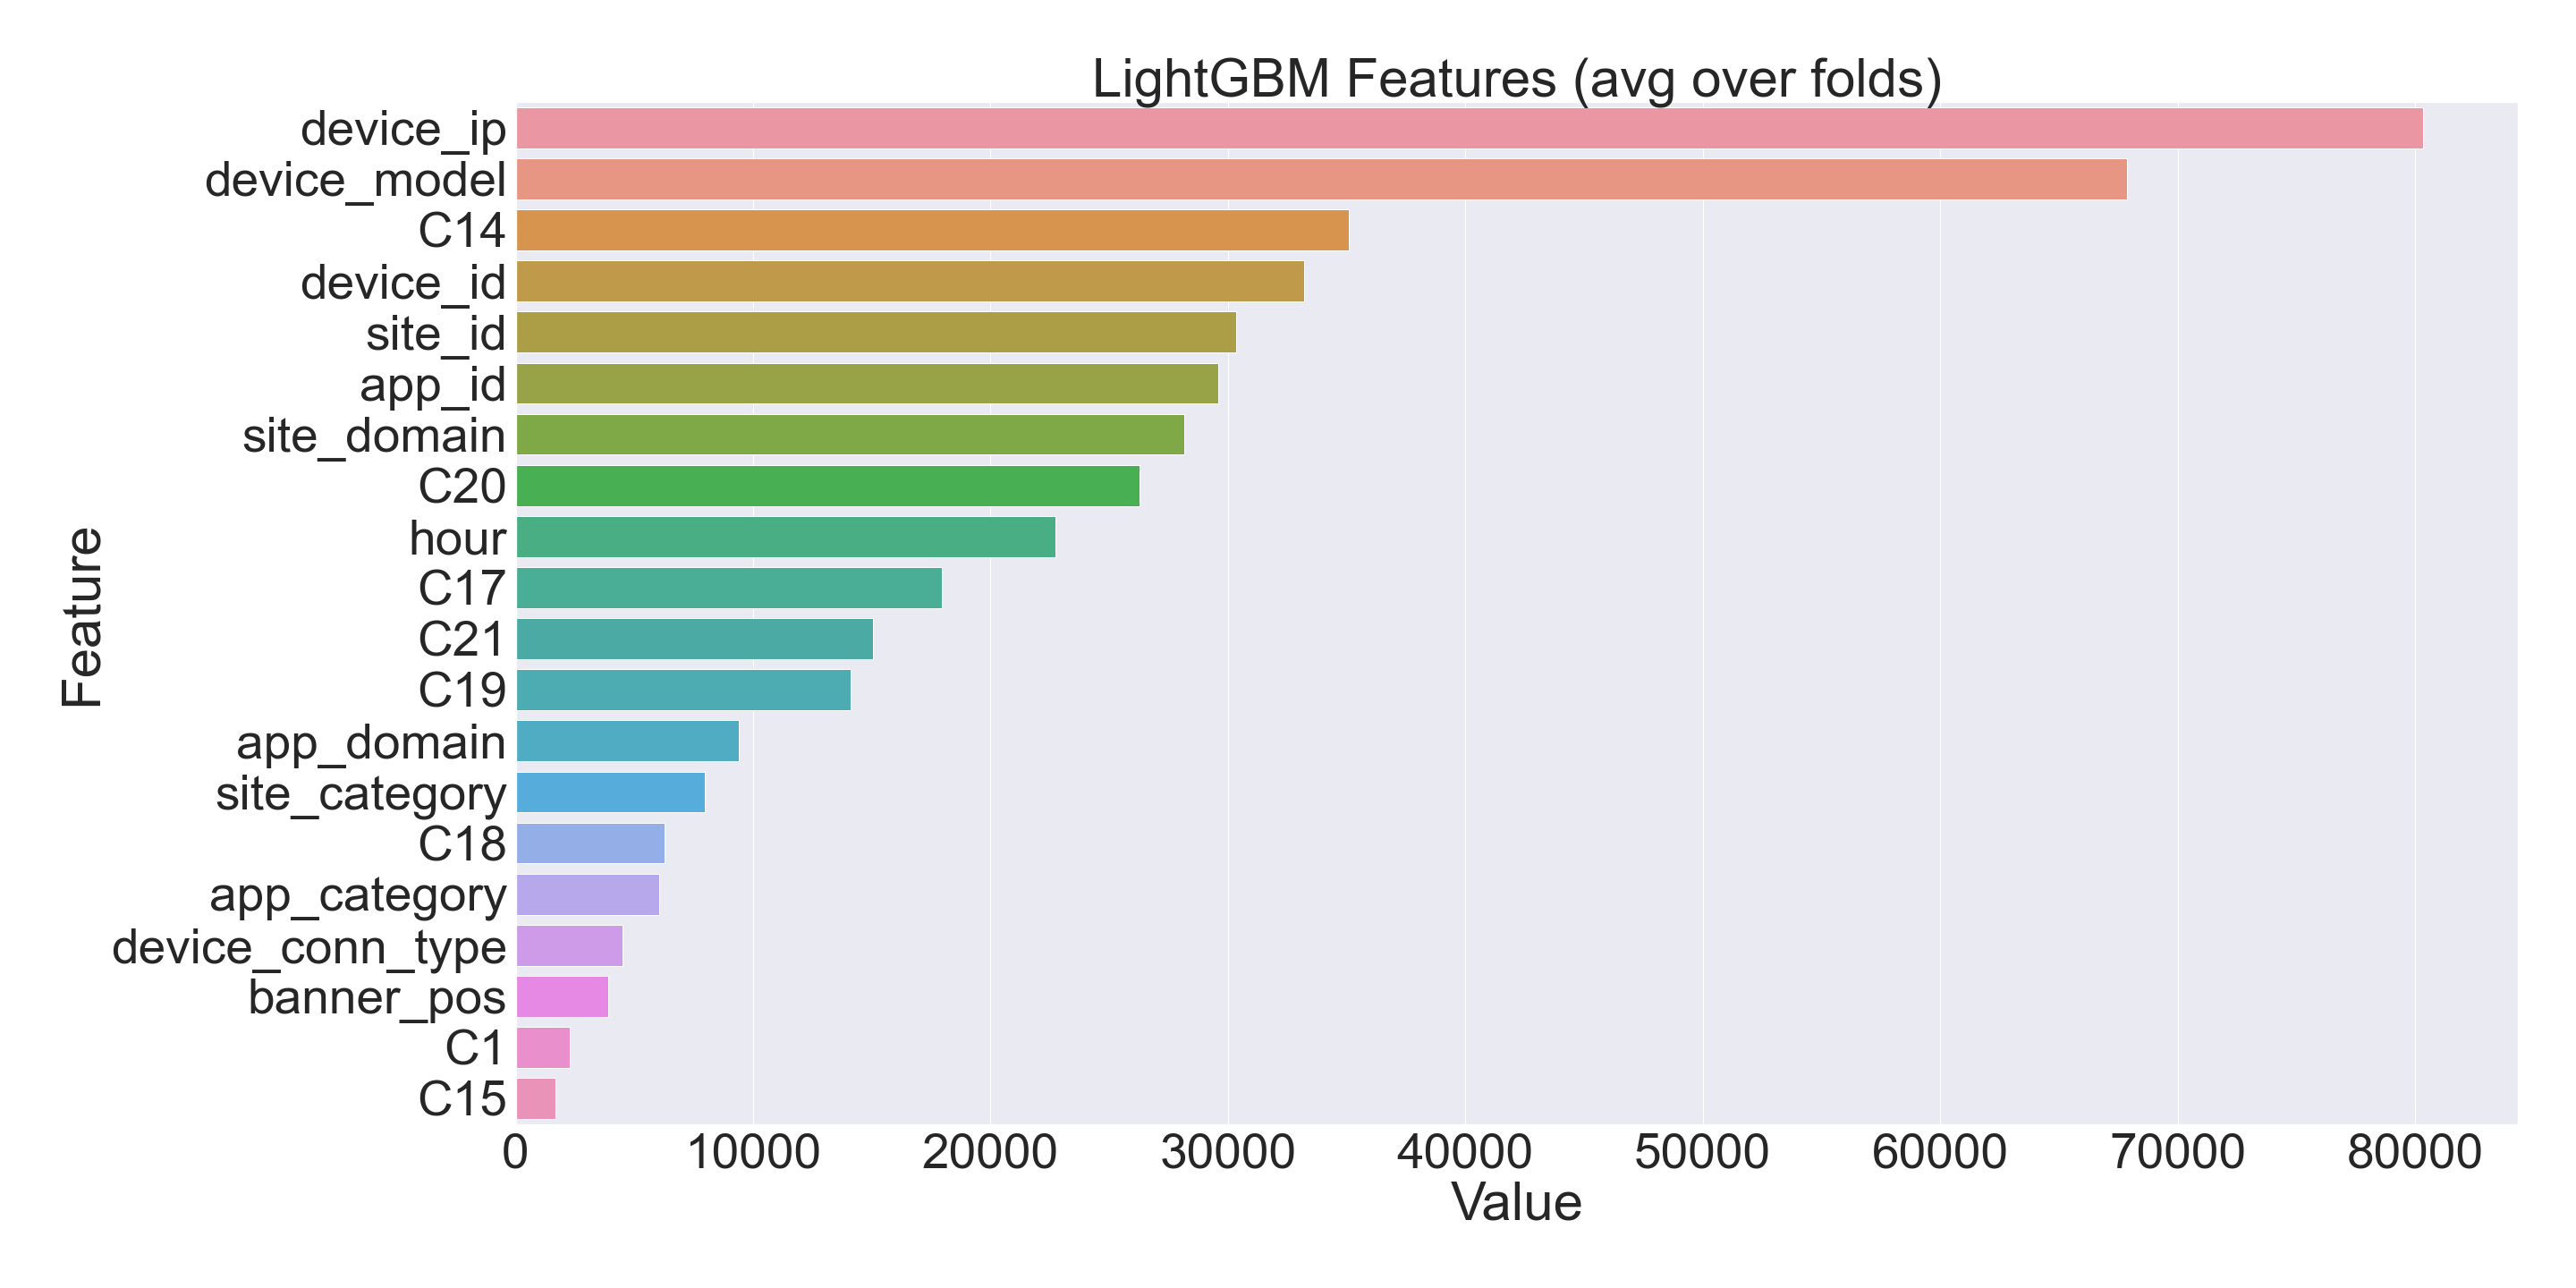 LightGBM Features (avg over folds)
Feature
device_ip
device_model
C14
device_id
site_id
app_id
site_domain
C20
hour
C17
C21
C19
app_domain
site_category
C18
app_category
device_conn_type
banner_pos
C1
C15
0 10000 20000 30000 40000 50000 60000 70000 80000
Value